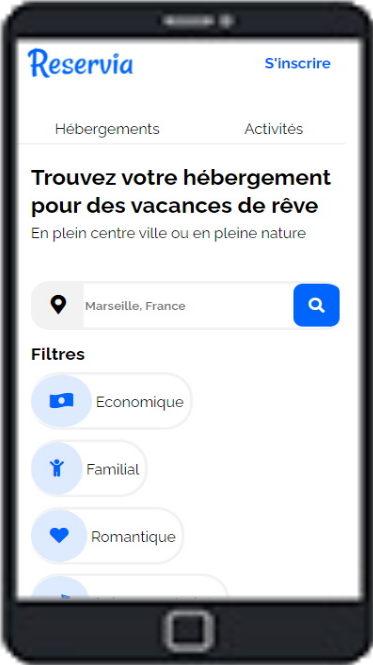 Reservia
S'inscrire
Hébergements
Activités
Trouvez votre hébergement
pour des vacances de rêve
En plein centre ville ou en pleine nature
Marseille, France
Filtres
Economique
Familial
Romantique